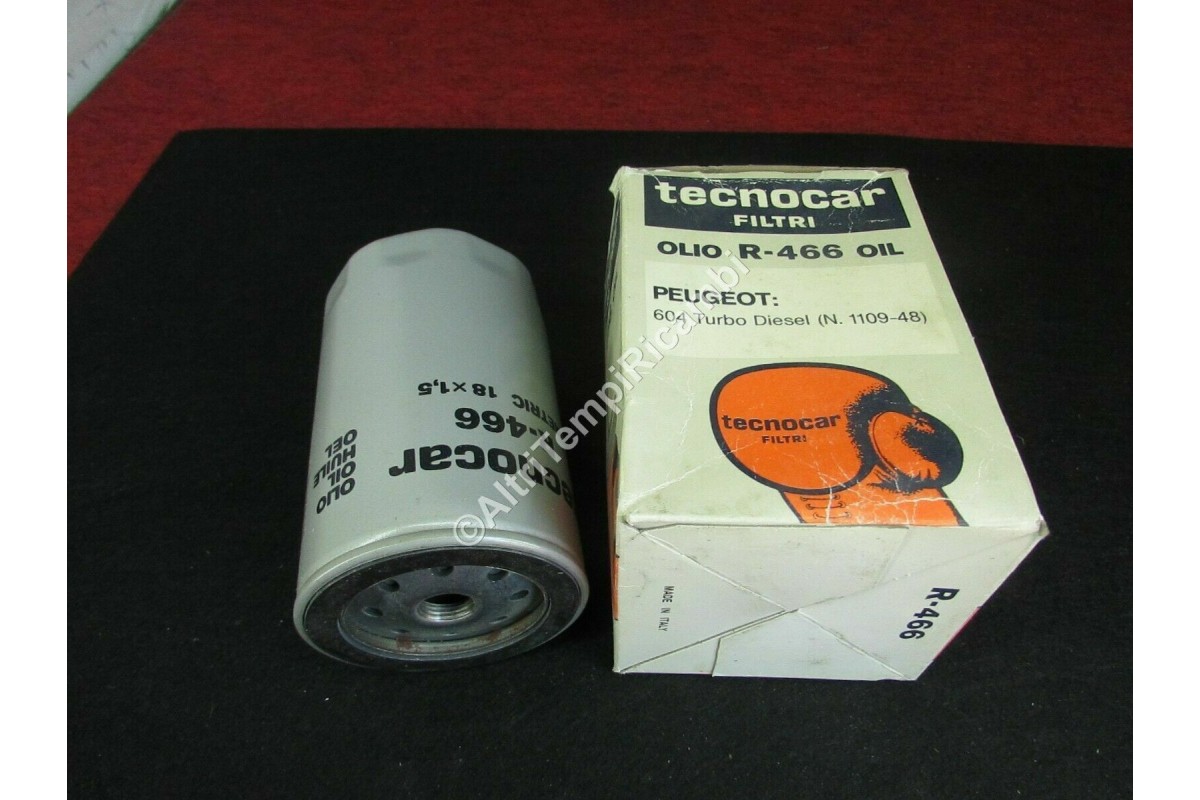 tecnocar
FILTRI
OLIO R-466 OIL
PEUGEOT:
604 Turbo Diesel (N. 1109-48)
tecnocar
FILTRI
R-466
MADE IN ITALY
18×1,5
466
OLIO
OIL
HUILE
OEL
©AltriTempiRicambi